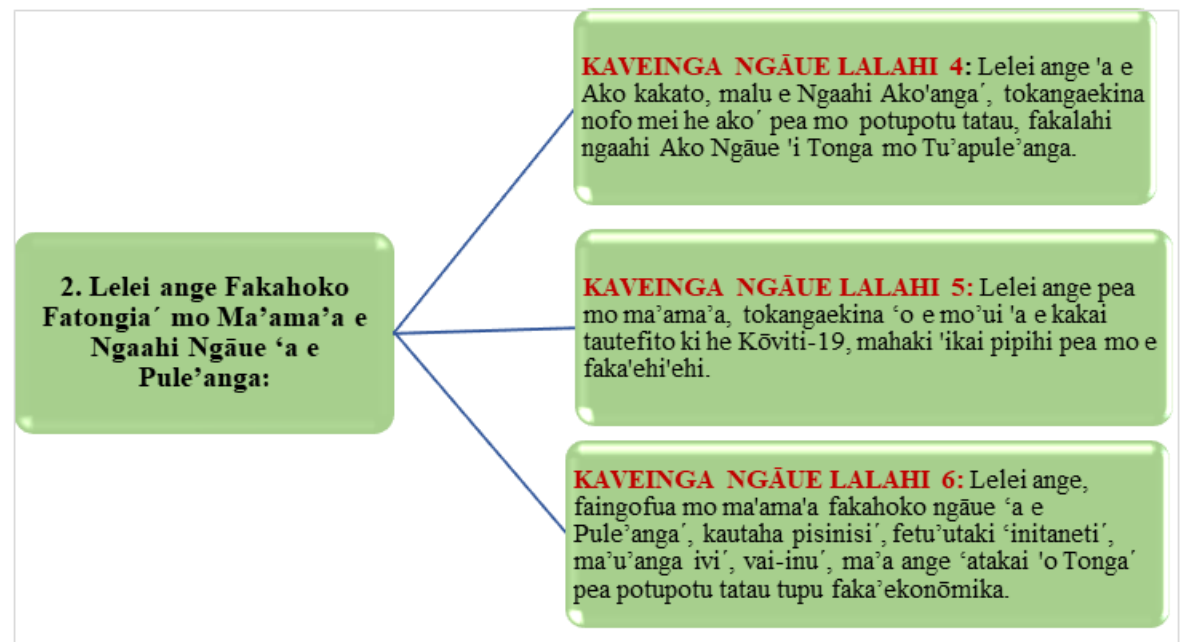 2. Lelei ange Fakahoko
Fatongia´ mo Ma’ama’a e
Ngaahi Ngāue ‘a e
Pule’anga:
KAVEINGA NGĀUE LALAHI 4: Lelei ange 'a e
Ako kakato, malu e Ngaahi Ako'anga´, tokangaekina
nofo mei he ako´ pea mo potupotu tatau, fakalahi
ngaahi Ako Ngāue 'i Tonga mo Tu’apule’anga.
KAVEINGA NGĀUE LALAHI 5: Lelei ange pea
mo ma’ama’a, tokangaekina ‘o e mo’ui 'a e kakai
tautefito ki he Kōviti-19, mahaki 'ikai pipihi pea mo e
faka'ehi'ehi.
KAVEINGA NGĀUE LALAHI 6: Lelei ange,
faingofua mo ma'ama'a fakahoko ngāue ‘a e
Pule’anga´, kautaha pisinisi´, fetu’utaki ‘initaneti´,
ma’u’anga ivi´, vai-inu´, ma’a ange ‘atakai 'o Tonga´
pea potupotu tatau tupu faka’ekonōmika.